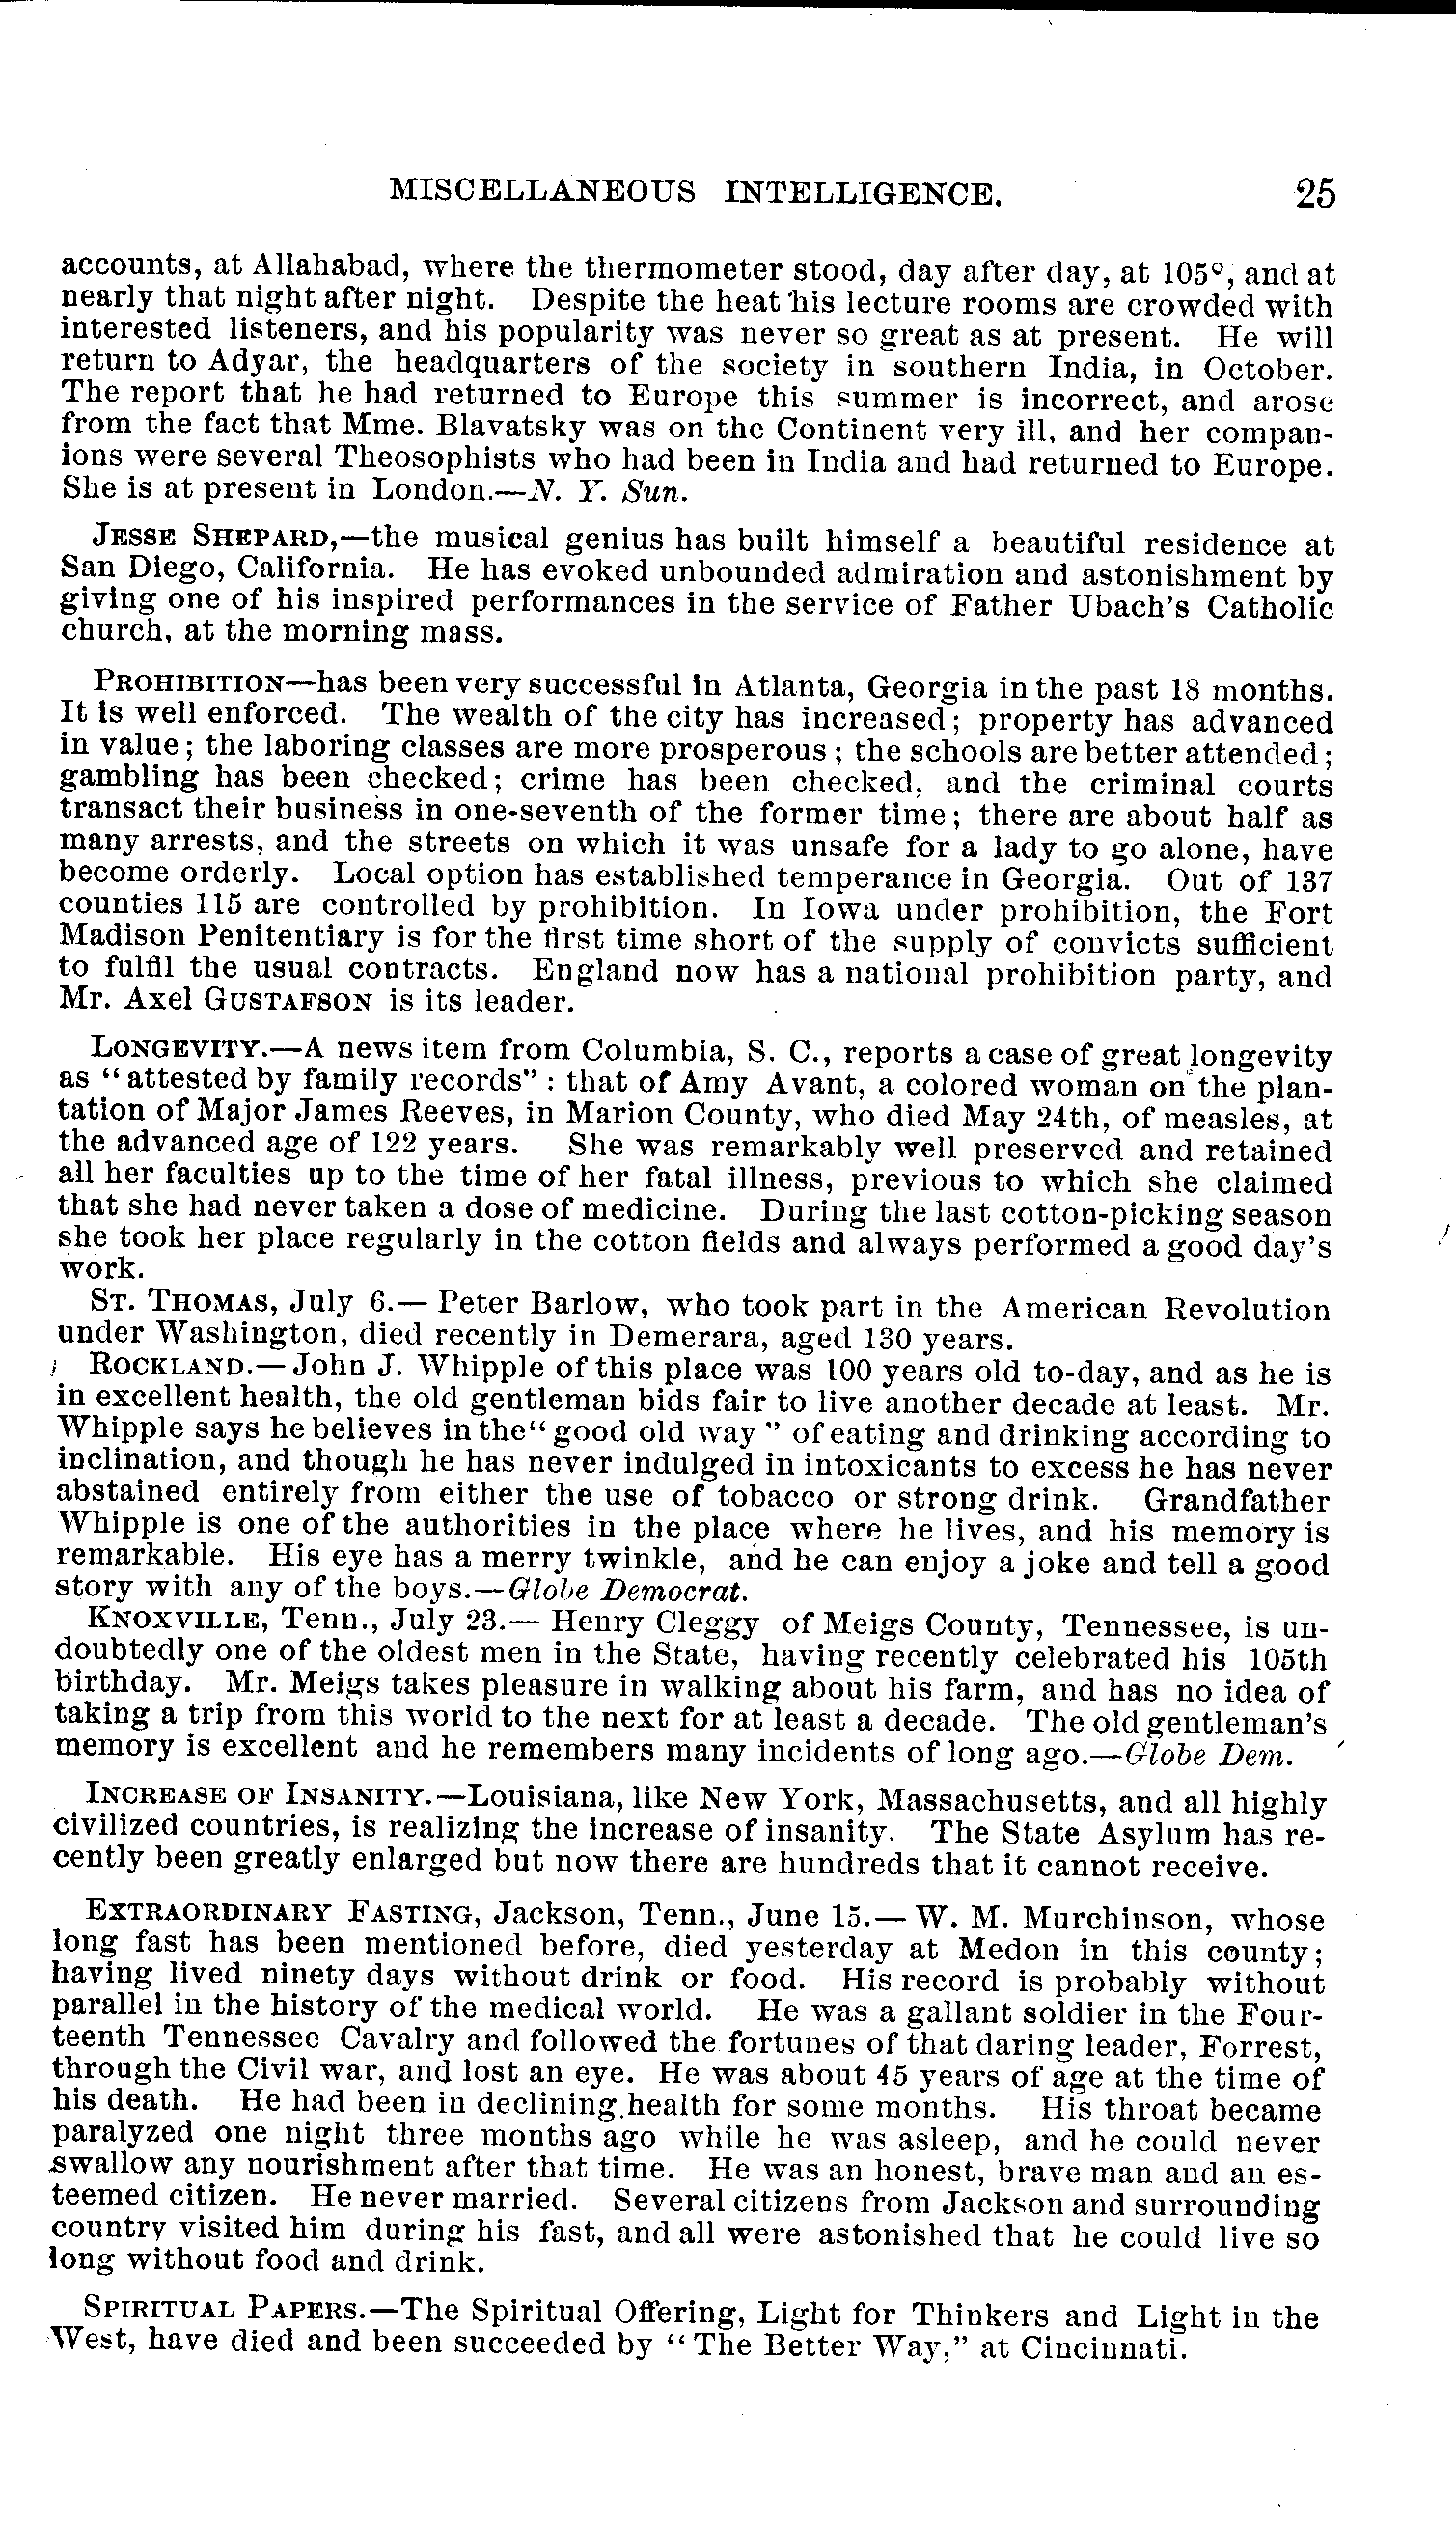 MISCELLANEOUS INTELLIGENCE. 25
accounts, at Allahabad, where the thermometer stood, day after day, at 105°, and at
nearly that night after night. Despite the heat his lecture rooms are crowded with
interested listeners, and his popularity was never so great as at present. He will
return to Adyar, the headquarters of the society in southern India, in October.
The report that he had returned to Europe this summer is incorrect, and arose
from the fact that Mme. Blavatsky was on the Continent very ill, and her compan-
ions were several Theosophists who had been in India and had returned to Europe.
She is at present in London.—N. Y. Sun.
JESSE SHEPARD,—the musical genius has built himself a beautiful residence at
San Diego, California. He has evoked unbounded admiration and astonishment by
giving one of his inspired performances in the service of Father Ubach's Catholic
church, at the morning mass.
PROHIBITION—has been very successful in Atlanta, Georgia in the past 18 months.
It is well enforced. The wealth of the city has increased; property has advanced
in value; the laboring classes are more prosperous; the schools are better attended;
gambling has been checked; crime has been checked, and the criminal courts
transact their business in one-seventh of the former time; there are about half as
many arrests, and the streets on which it was unsafe for a lady to go alone, have
become orderly. Local option has established temperance in Georgia. Out of 137
counties 115 are controlled by prohibition. In Iowa under prohibition, the Fort
Madison Penitentiary is for the first time short of the supply of convicts sufficient
to fulfil the usual contracts. England now has a national prohibition party, and
Mr. Axel GUSTAFSON is its leader.
LONGEVITY.—A news item from Columbia, S. C., reports a case of great longevity
as "attested by family records": that of Amy Avant, a colored woman on the plan-
tation of Major James Reeves, in Marion County, who died May 24th, of measles, at
the advanced age of 122 years. She was remarkably well preserved and retained
all her faculties up to the time of her fatal illness, previous to which she claimed
that she had never taken a dose of medicine. During the last cotton-picking season
she took her place regularly in the cotton fields and always performed a good day's
work.
ST. THOMAS, July 6.— Peter Barlow, who took part in the American Revolution
under Washington, died recently in Demerara, aged 130 years.
ROCKLAND.— John J. Whipple of this place was 100 years old to-day, and as he is
in excellent health, the old gentleman bids fair to live another decade at least. Mr.
Whipple says he believes in the "good old way" of eating and drinking according to
inclination, and though he has never indulged in intoxicants to excess he has never
abstained entirely from either the use of tobacco or strong drink. Grandfather
Whipple is one of the authorities in the place where he lives, and his memory is
remarkable. His eye has a merry twinkle, and he can enjoy a joke and tell a good
story with any of the boys.—Globe Democrat.
KNOXVILLE, Tenn., July 23.— Henry Cleggy of Meigs County, Tennessee, is un-
doubtedly one of the oldest men in the State, having recently celebrated his 105th
birthday. Mr. Meigs takes pleasure in walking about his farm, and has no idea of
taking a trip from this world to the next for at least a decade. The old gentleman's
memory is excellent and he remembers many incidents of long ago.—Globe Dem.
INCREASE OF INSANITY.—Louisiana, like New York, Massachusetts, and all highly
civilized countries, is realizing the increase of insanity. The State Asylum has re-
cently been greatly enlarged but now there are hundreds that it cannot receive.
EXTRAORDINARY FASTING, Jackson, Tenn., June 15.— W. M. Murchinson, whose
long fast has been mentioned before, died yesterday at Medon in this county;
having lived ninety days without drink or food. His record is probably without
parallel in the history of the medical world. He was a gallant soldier in the Four-
teenth Tennessee Cavalry and followed the fortunes of that daring leader, Forrest,
through the Civil war, and lost an eye. He was about 45 years of age at the time of
his death. He had been in declining health for some months. His throat became
paralyzed one night three months ago while he was asleep, and he could never
swallow any nourishment after that time. He was an honest, brave man and an es-
teemed citizen. He never married. Several citizens from Jackson and surrounding
country visited him during his fast, and all were astonished that he could live so
long without food and drink.
SPIRITUAL PAPERS.—The Spiritual Offering, Light for Thinkers and Light in the
West, have died and been succeeded by "The Better Way," at Cincinnati.